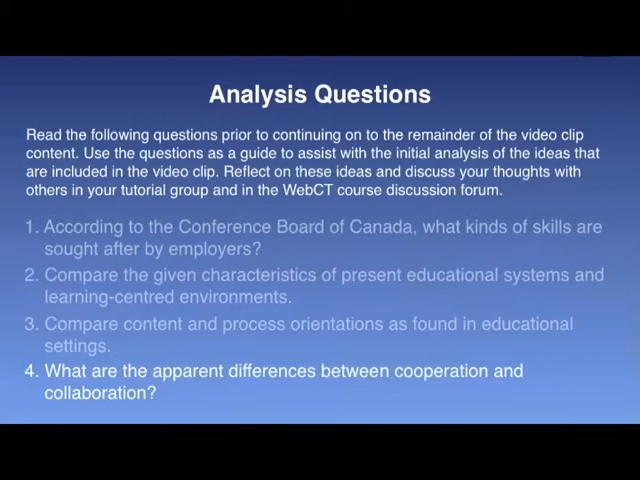 Analysis Questions
Read the following questions prior to continuing on to the remainder of the video clip
content. Use the questions as a guide to assist with the initial analysis of the ideas that
are included in the video clip. Reflect on these ideas and discuss your thoughts with
others in your tutorial group and in the WebCT course discussion forum.
1. According to the Conference Board of Canada, what kinds of skills are
sought after by employers?
2. Compare the given characteristics of present educational systems and
learning-centred environments.
3. Compare content and process orientations as found in educational
settings.
4. What are the apparent differences between cooperation and
collaboration?